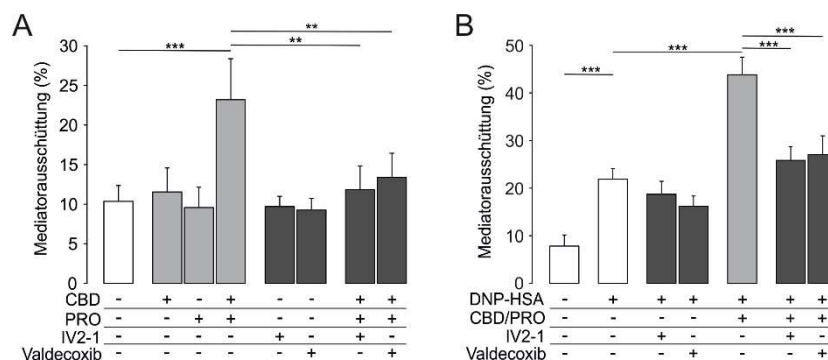 A
B
Mediatorausschüttung (%)
30
25
20
15
10
5
0
***
**
**
CBD - + - + - - + +
PRO - - + + - - + +
IV2-1 - - - - + - + -
Valdecoxib - - - - - + - +
Mediatorausschüttung (%)
50
40
30
20
10
0
***
***
***
***
DNP-HSA - + + + + + +
CBD/PRO - - - - + + +
IV2-1 - - + - - + -
Valdecoxib - - - + - - +